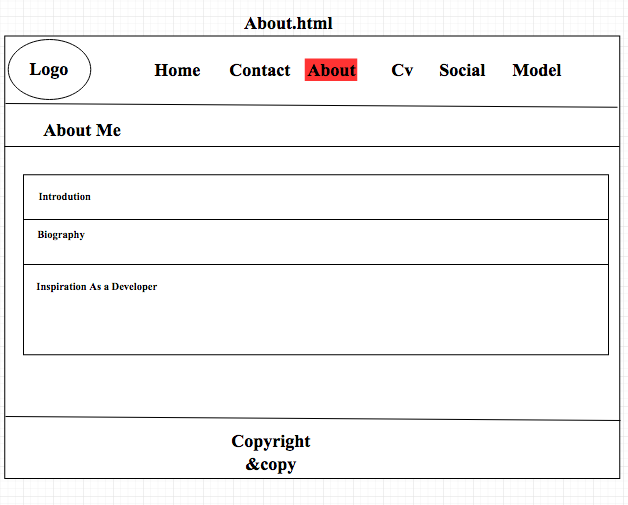 About.html
Logo Home Contact About Cv Social Model
About Me
Introdution
Biography
Inspiration As a Developer
Copyright
&copy